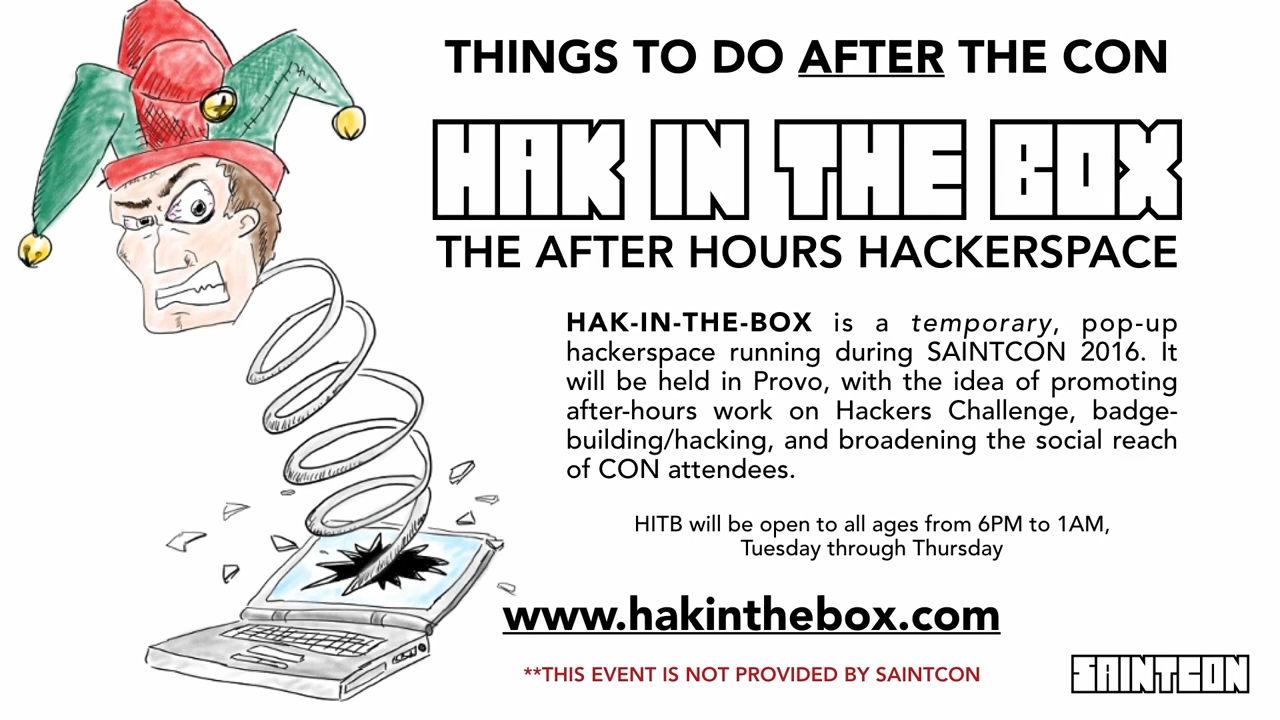 THINGS TO DO AFTER THE CON
HAK IN THE BOX
THE AFTER HOURS HACKERSPACE
HAK-IN-THE-BOX is a temporary, pop-up
hackerspace running during SAINTCON 2016. It
will be held in Provo, with the idea of promoting
after-hours work on Hackers Challenge, badge-
building/hacking, and broadening the social reach
of CON attendees.
HITB will be open to all ages from 6PM to 1AM,
Tuesday through Thursday
www.hakinthebox.com
**THIS EVENT IS NOT PROVIDED BY SAINTCON
SAINTCON